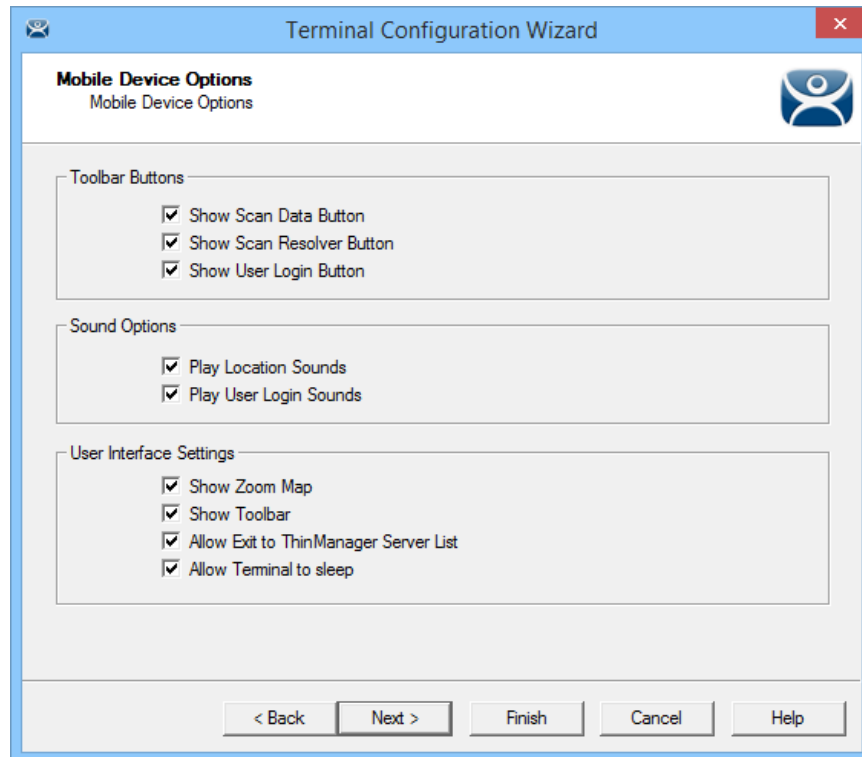 Terminal Configuration Wizard
Mobile Device Options
Mobile Device Options
Toolbar Buttons
Show Scan Data Button
Show Scan Resolver Button
Show User Login Button
Sound Options
Play Location Sounds
Play User Login Sounds
User Interface Settings
Show Zoom Map
Show Toolbar
Allow Exit to ThinManager Server List
Allow Terminal to sleep
< Back Next > Finish Cancel Help